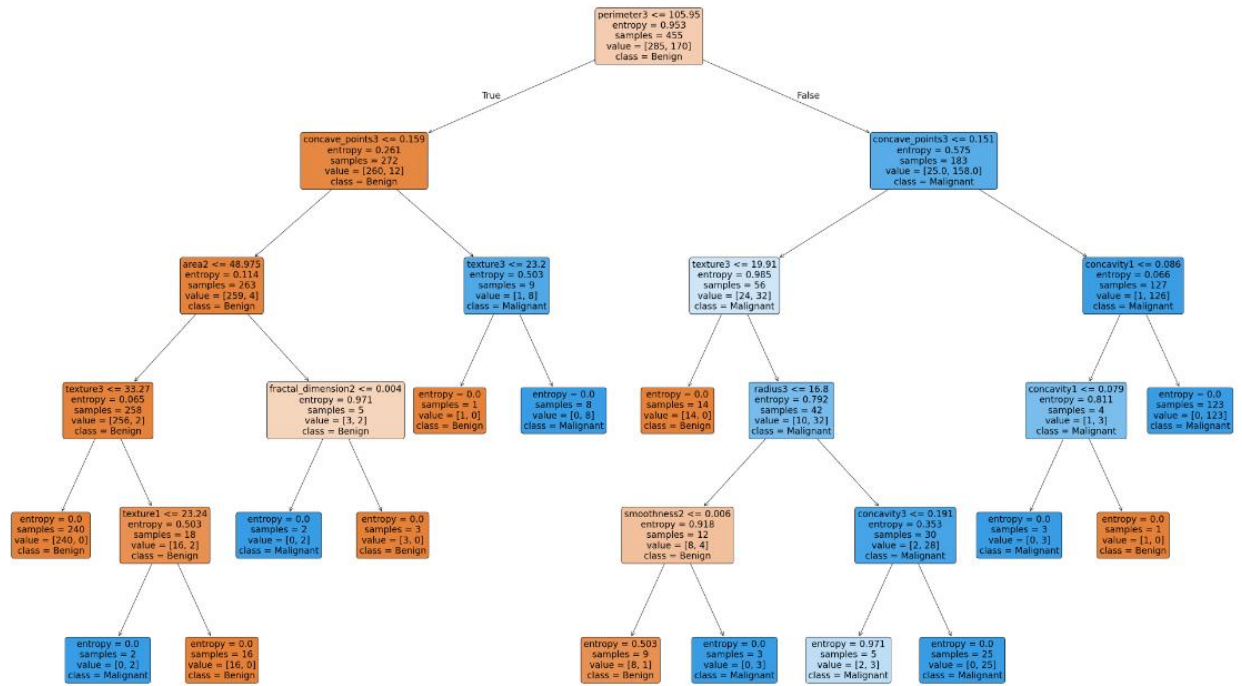 perimeter3 <= 105.95
entropy = 0.953
samples = 455
value = [285, 170]
class = Benign
True
False
concave_points3 <= 0.159
entropy = 0.261
samples = 272
value = [260, 12]
class = Benign
concave_points3 <= 0.151
entropy = 0.575
samples = 183
value = [25.0, 158.0]
class = Malignant
area2 <= 48.975
entropy = 0.114
samples = 263
value = [259, 4]
class = Benign
texture3 <= 23.2
entropy = 0.503
samples = 9
value = [1, 8]
class = Malignant
texture3 <= 19.91
entropy = 0.985
samples = 56
value = [24, 32]
class = Malignant
concavity1 <= 0.086
entropy = 0.066
samples = 127
value = [1, 126]
class = Malignant
texture3 <= 33.27
entropy = 0.065
samples = 258
value = [256, 2]
class = Benign
fractal_dimension2 <= 0.004
entropy = 0.971
samples = 5
value = [3, 2]
class = Benign
entropy = 0.0
samples = 1
value = [1, 0]
class = Benign
entropy = 0.0
samples = 8
value = [0, 8]
class = Malignant
entropy = 0.0
samples = 14
value = [14, 0]
class = Benign
radius3 <= 16.8
entropy = 0.792
samples = 42
value = [10, 32]
class = Malignant
concavity1 <= 0.079
entropy = 0.811
samples = 4
value = [1, 3]
class = Malignant
entropy = 0.0
samples = 123
value = [0, 123]
class = Malignant
entropy = 0.0
samples = 240
value = [240, 0]
class = Benign
texture1 <= 23.24
entropy = 0.503
samples = 18
value = [16, 2]
class = Benign
entropy = 0.0
samples = 2
value = [0, 2]
class = Malignant
entropy = 0.0
samples = 3
value = [3, 0]
class = Benign
smoothness2 <= 0.006
entropy = 0.918
samples = 12
value = [8, 4]
class = Benign
concavity3 <= 0.191
entropy = 0.353
samples = 30
value = [2, 28]
class = Malignant
entropy = 0.0
samples = 3
value = [0, 3]
class = Malignant
entropy = 0.0
samples = 1
value = [1, 0]
class = Benign
entropy = 0.0
samples = 2
value = [0, 2]
class = Malignant
entropy = 0.0
samples = 16
value = [16, 0]
class = Benign
entropy = 0.503
samples = 9
value = [8, 1]
class = Benign
entropy = 0.0
samples = 3
value = [0, 3]
class = Malignant
entropy = 0.971
samples = 5
value = [2, 3]
class = Malignant
entropy = 0.0
samples = 25
value = [0, 25]
class = Malignant